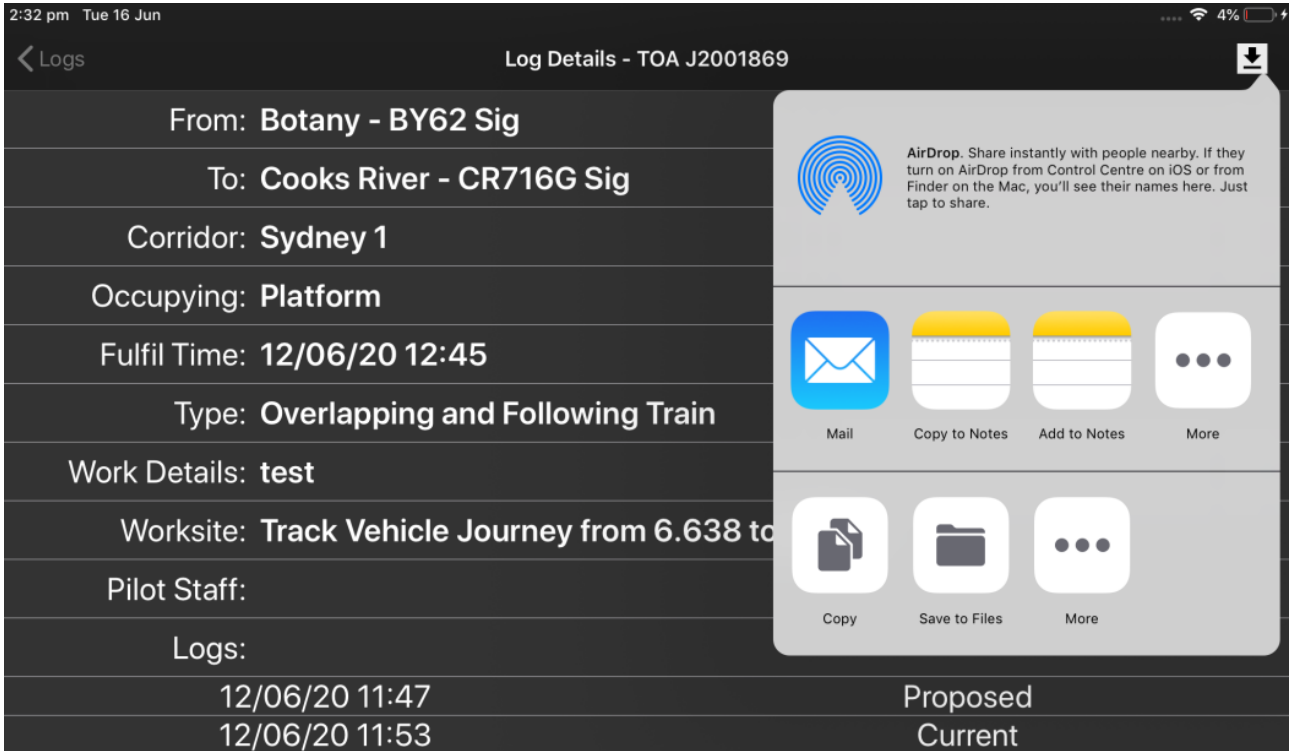 2:32 pm Tue 16 Jun
4%
Logs
Log Details - TOA J2001869
From: Botany - BY62 Sig
To: Cooks River - CR716G Sig
Corridor: Sydney 1
Occupying: Platform
Fulfil Time: 12/06/20 12:45
Type: Overlapping and Following Train
Work Details: test
Worksite: Track Vehicle Journey from 6.638 to
Pilot Staff:
Logs:
12/06/20 11:47 Proposed
12/06/20 11:53 Current
AirDrop. Share instantly with people nearby. If they
turn on AirDrop from Control Centre on iOS or from
Finder on the Mac, you'll see their names here. Just
tap to share.
Mail Copy to Notes Add to Notes More
Copy Save to Files More